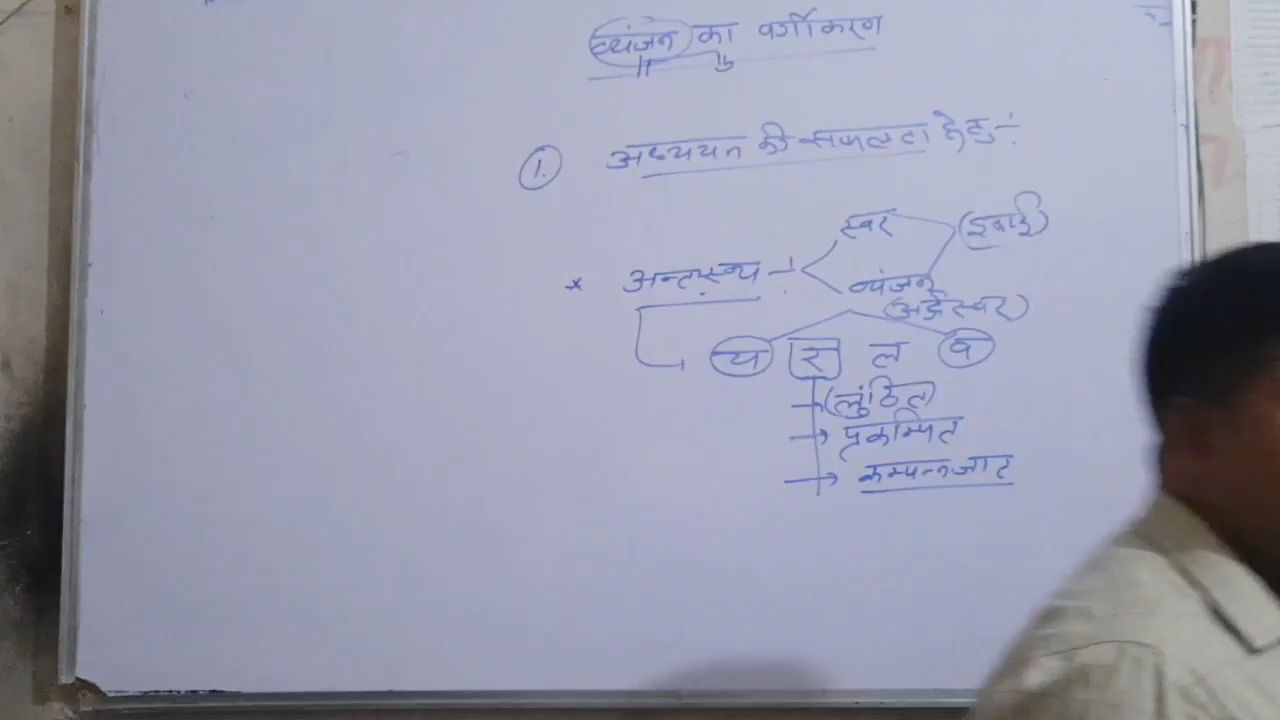 व्यंजन का वर्गीकरण
1. अध्ययन की सफलता हेतु :-
* अन्तःस्थ :- स्वर (इकाई)
व्यंजन
(अर्द्धस्वर)
य र ल व
→ (लुंठित)
→ प्रकम्पित
→ कम्पनजात